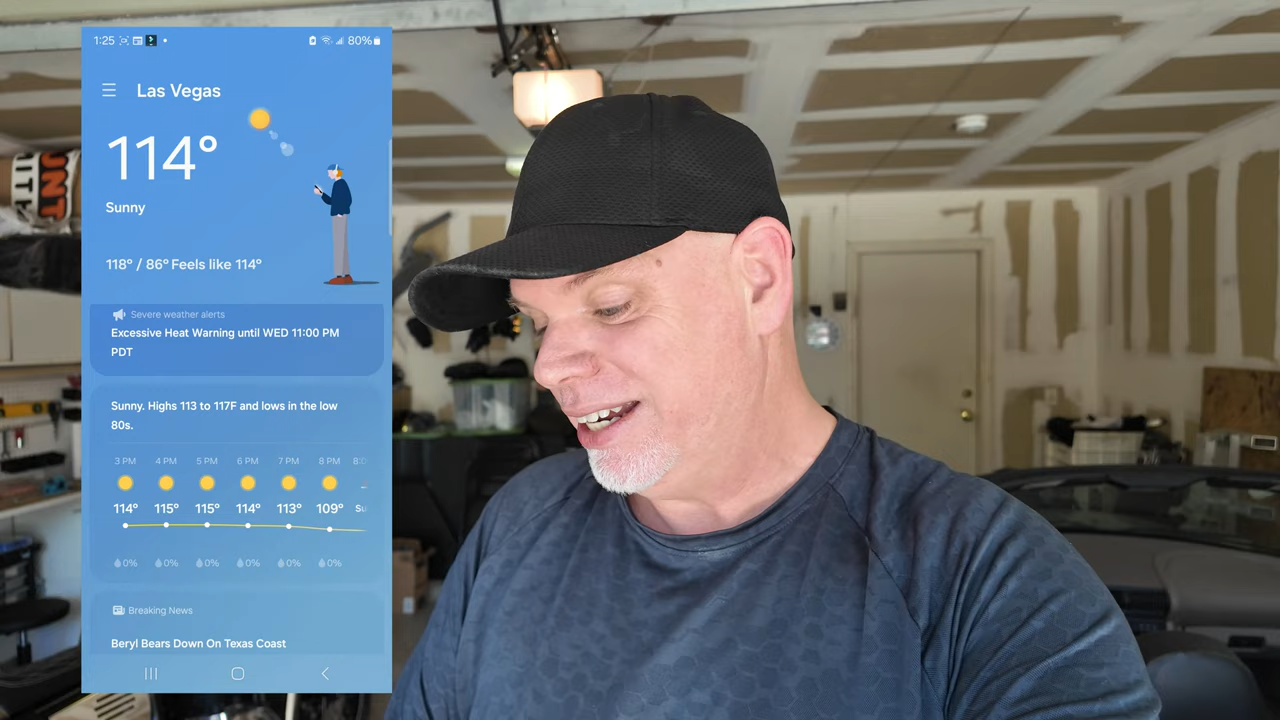 1:25
80%
Las Vegas
114°
Sunny
118° / 86° Feels like 114°
Severe weather alerts
Excessive Heat Warning until WED 11:00 PM
PDT
Sunny. Highs 113 to 117F and lows in the low
80s.
3 PM 4 PM 5 PM 6 PM 7 PM 8 PM
114° 115° 115° 114° 113° 109°
0% 0% 0% 0% 0% 0%
Breaking News
Beryl Bears Down On Texas Coast